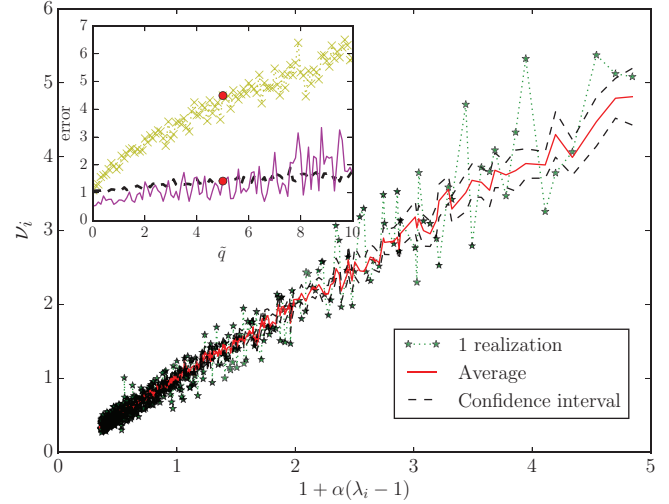 6
5
4
3
2
1
0
ν_i
0 1 2 3 4 5
1 + α(λ_i − 1)
7
6
5
4
3
2
1
0
error
0 2 4 6 8 10
q̃
1 realization
Average
Confidence interval